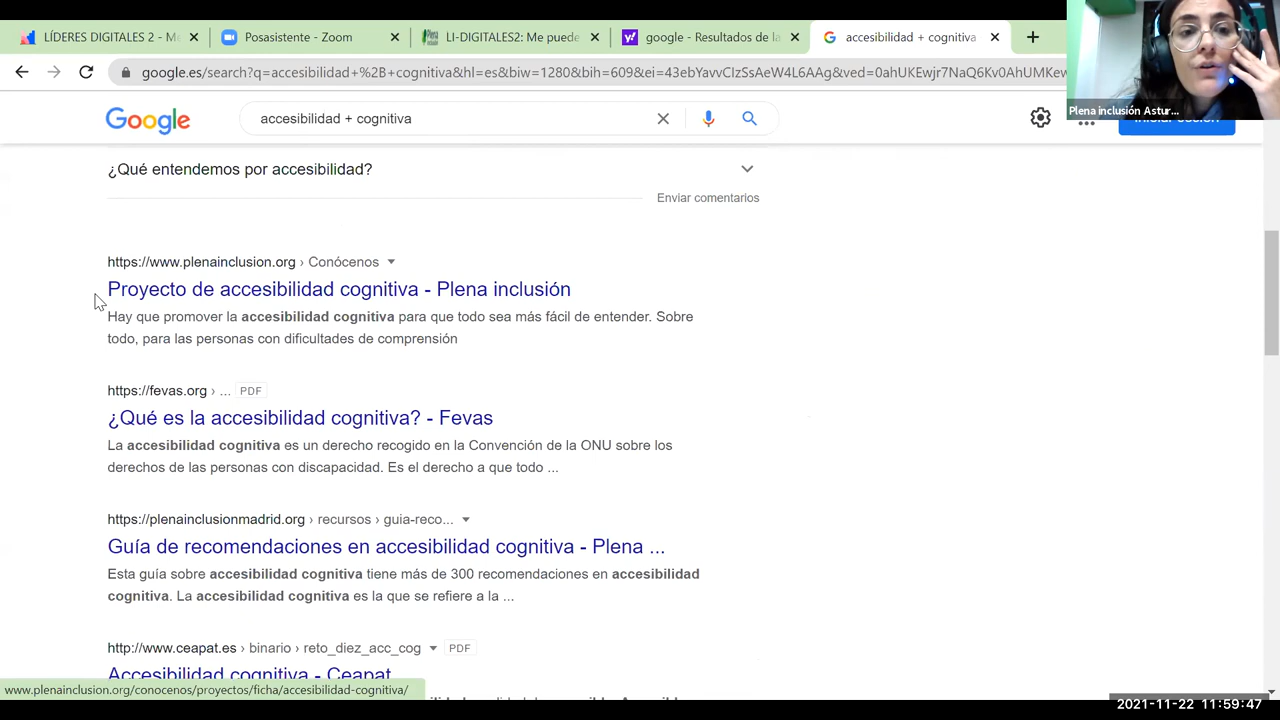 LÍDERES DIGITALES 2 - M
Posasistente - Zoom
LI-DIGITALES2: Me puede
google - Resultados de la
accesibilidad + cognitiva
google.es/search?q=accesibilidad+%2B+cognitiva&hl=es&biw=1280&bih=609&ei=43ebYavvCIzSsAeW4L6AAg&ved=0ahUKEwjr7NaQ6Kv0AhUMKew
Plena inclusión Astur...
Google
accesibilidad + cognitiva
Iniciar sesión
¿Qué entendemos por accesibilidad?
Enviar comentarios
https://www.plenainclusion.org › Conócenos
Proyecto de accesibilidad cognitiva - Plena inclusión
Hay que promover la accesibilidad cognitiva para que todo sea más fácil de entender. Sobre
todo, para las personas con dificultades de comprensión
https://fevas.org › ... PDF
¿Qué es la accesibilidad cognitiva? - Fevas
La accesibilidad cognitiva es un derecho recogido en la Convención de la ONU sobre los
derechos de las personas con discapacidad. Es el derecho a que todo ...
https://plenainclusionmadrid.org › recursos › guia-reco...
Guía de recomendaciones en accesibilidad cognitiva - Plena ...
Esta guía sobre accesibilidad cognitiva tiene más de 300 recomendaciones en accesibilidad
cognitiva. La accesibilidad cognitiva es la que se refiere a la ...
http://www.ceapat.es › binario › reto_diez_acc_cog PDF
Accesibilidad cognitiva - Ceapat
www.plenainclusion.org/conocenos/proyectos/ficha/accesibilidad-cognitiva/
2021-11-22 11:59:47